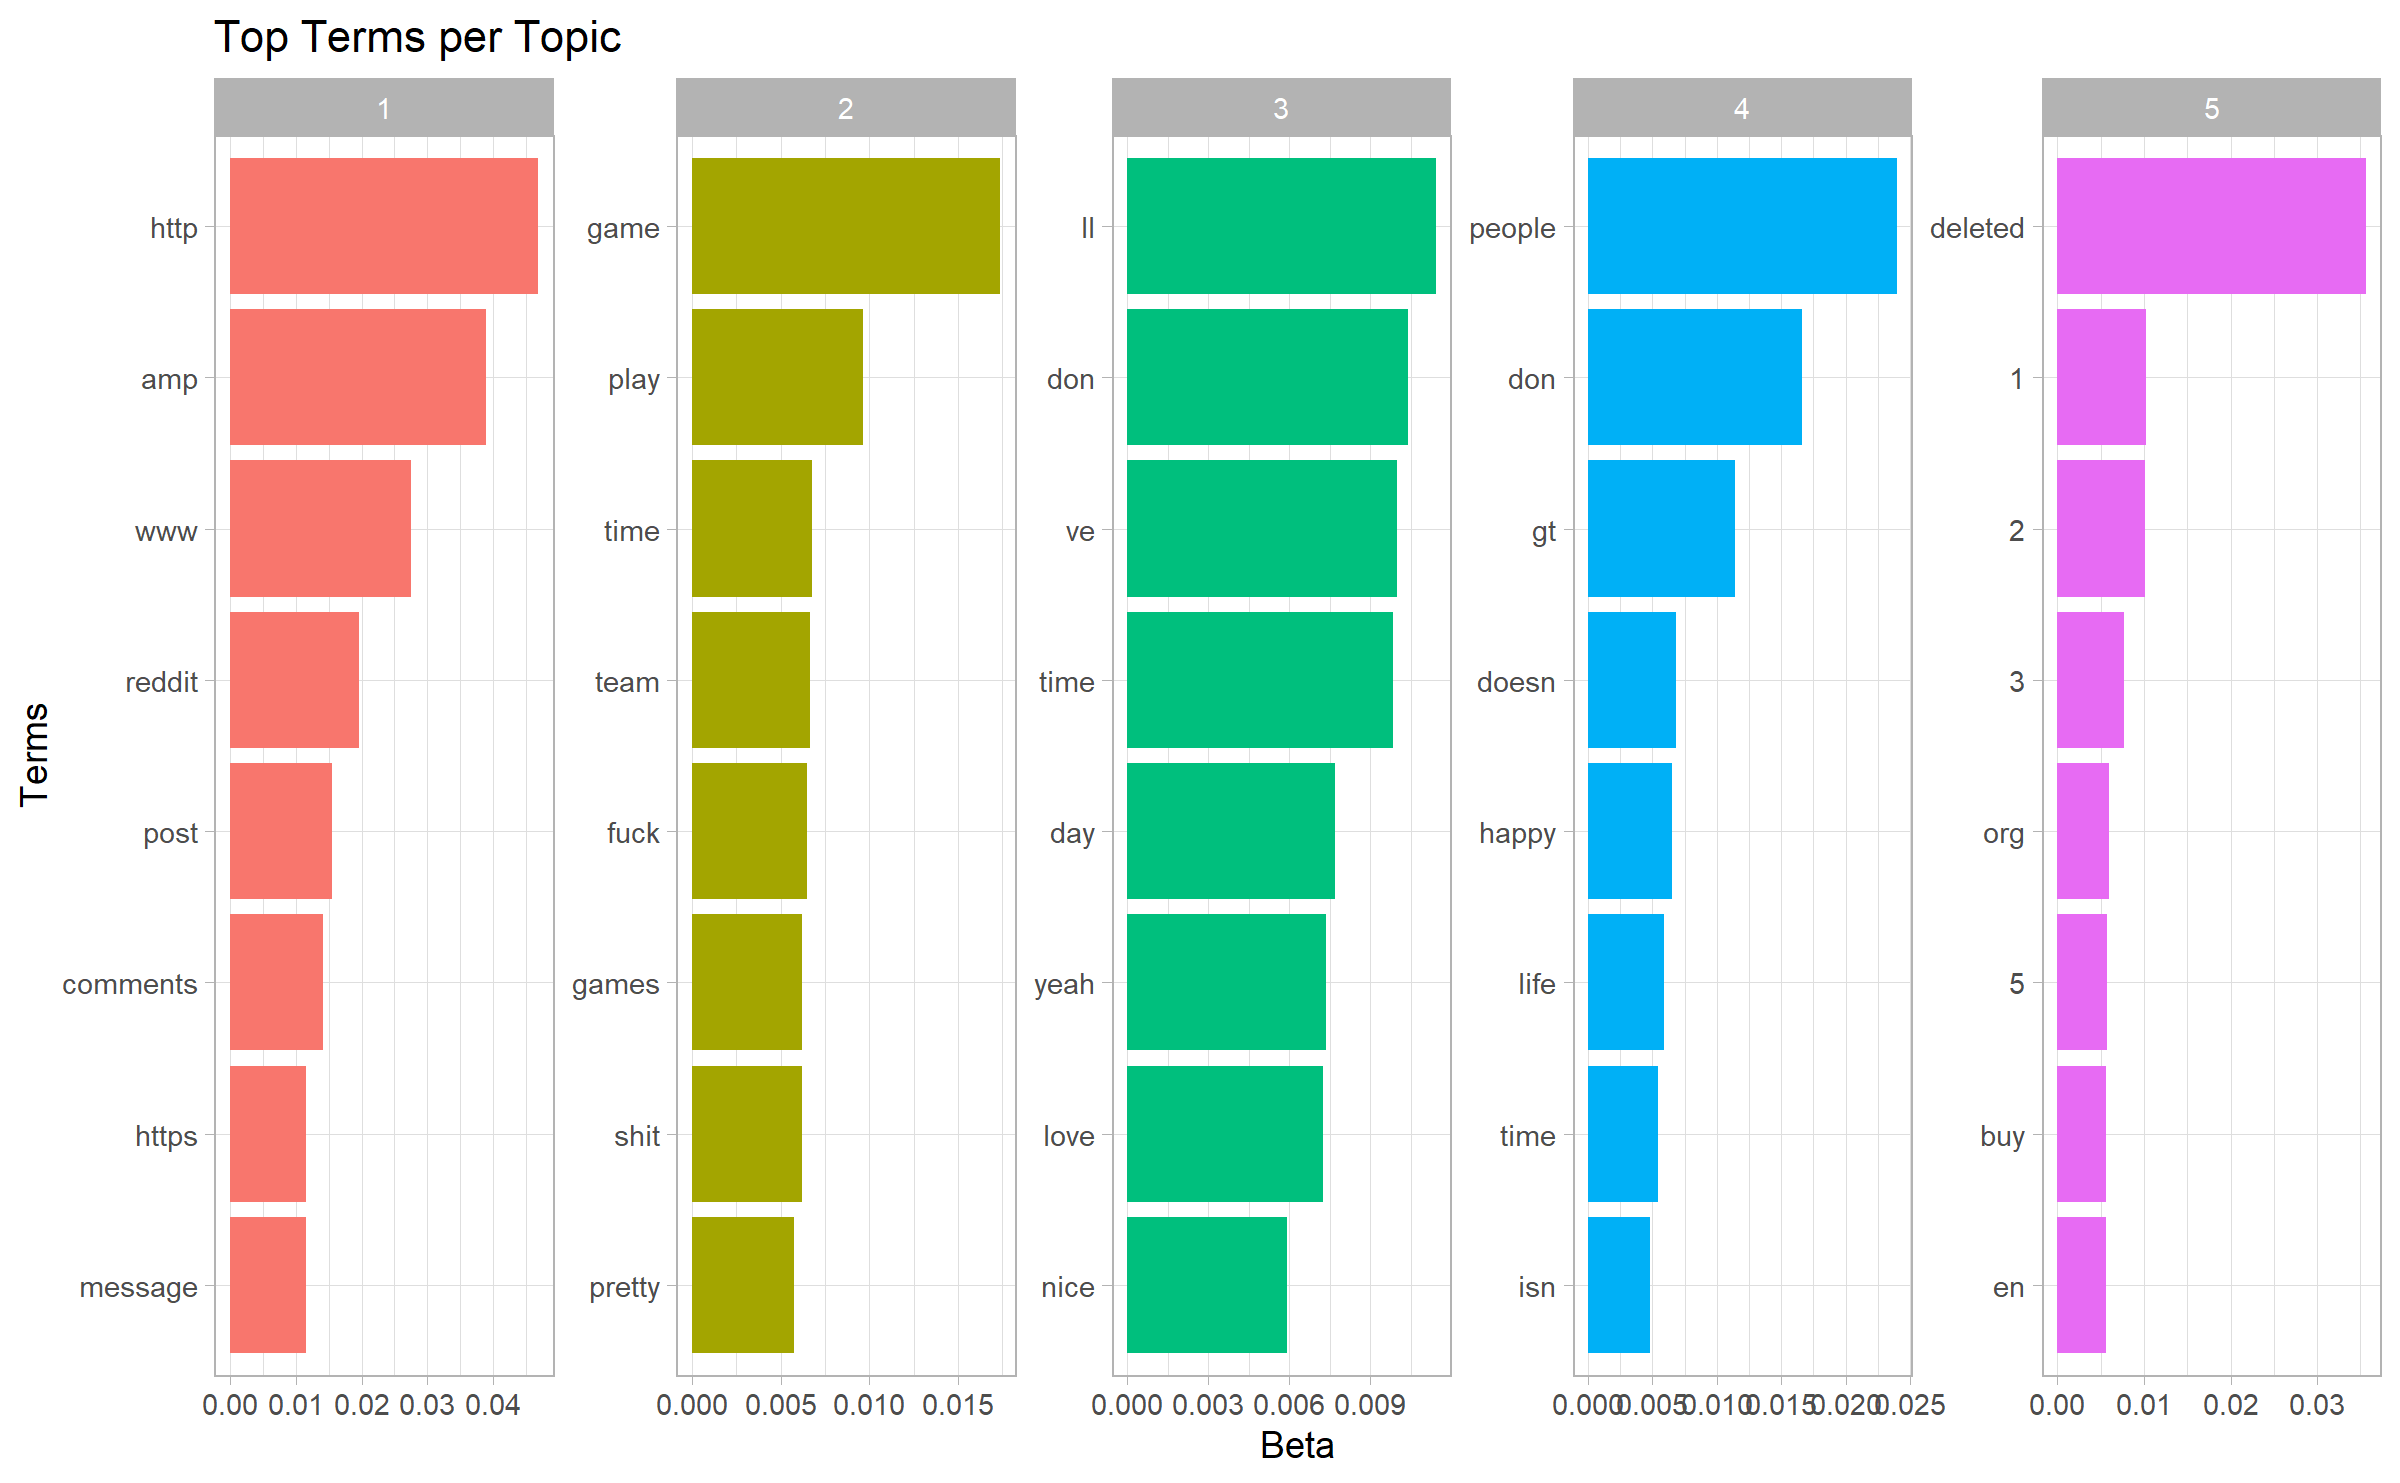 Top Terms per Topic
1
2
3
4
5
Terms
http
amp
www
reddit
post
comments
https
message
0.00 0.01 0.02 0.03 0.04
game
play
time
team
fuck
games
shit
pretty
0.000 0.005 0.010 0.015
ll
don
ve
time
day
yeah
love
nice
0.000 0.003 0.006 0.009
people
don
gt
doesn
happy
life
time
isn
0.000 0.005 0.010 0.015 0.020 0.025
deleted
1
2
3
org
5
buy
en
0.00 0.01 0.02 0.03
Beta